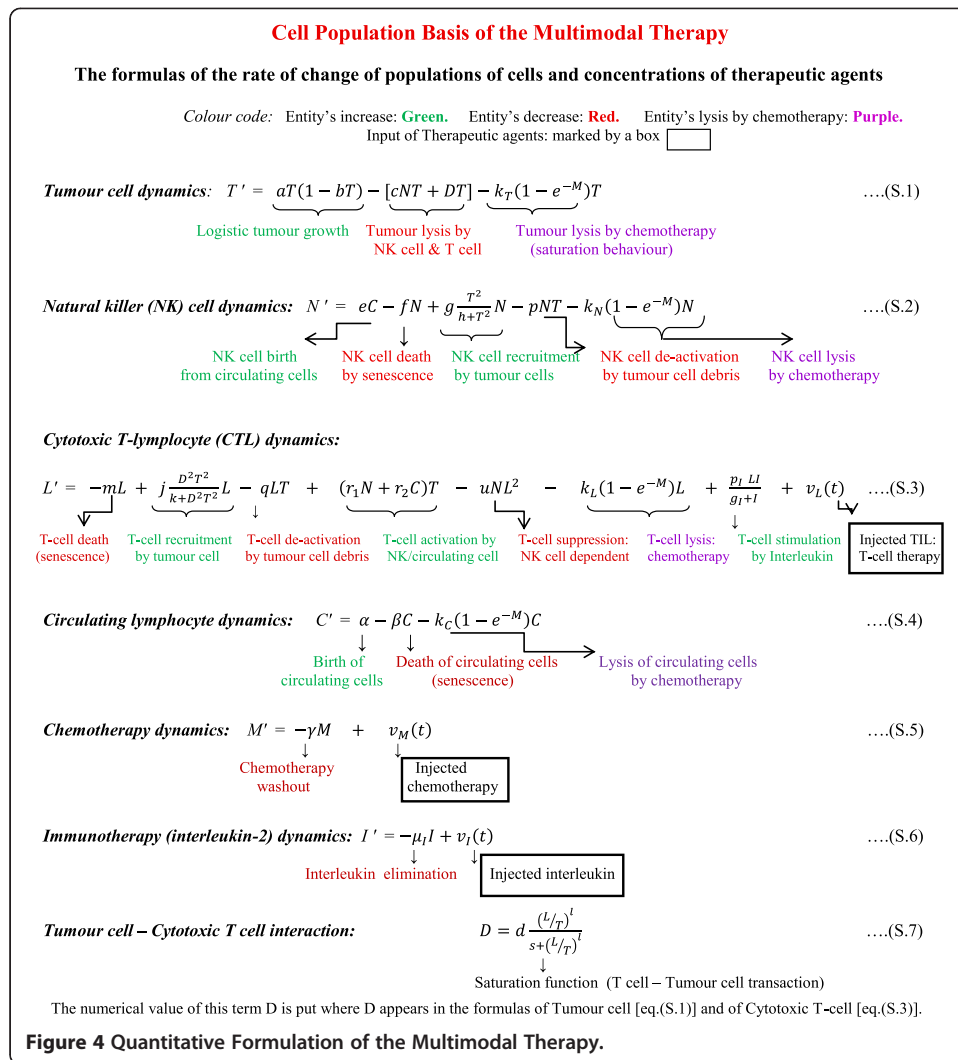 Cell Population Basis of the Multimodal Therapy
The formulas of the rate of change of populations of cells and concentrations of therapeutic agents
Colour code: Entity's increase: Green. Entity's decrease: Red. Entity's lysis by chemotherapy: Purple.
Input of Therapeutic agents: marked by a box
Tumour cell dynamics: T′ = aT(1 − bT) − [cNT + DT] − k_T(1 − e^{−M})T ….(S.1)
Logistic tumour growth Tumour lysis by Tumour lysis by chemotherapy
NK cell & T cell (saturation behaviour)
Natural killer (NK) cell dynamics: N′ = eC − fN + g T²/(h+T²) N − pNT − k_N(1 − e^{−M})N ….(S.2)
NK cell birth NK cell death NK cell recruitment NK cell de-activation NK cell lysis
from circulating cells by senescence by tumour cells by tumour cell debris by chemotherapy
Cytotoxic T-lymplocyte (CTL) dynamics:
L′ = −mL + j D²T²/(k+D²T²) L − qLT + (r₁N + r₂C)T − uNL² − k_L(1 − e^{−M})L + p_I LI/(g_I+I) + v_L(t) ….(S.3)
T-cell death T-cell recruitment T-cell de-activation T-cell activation by T-cell suppression: T-cell lysis: T-cell stimulation Injected TIL:
(senescence) by tumour cell by tumour cell debris NK/circulating cell NK cell dependent chemotherapy by Interleukin T-cell therapy
Circulating lymphocyte dynamics: C′ = α − βC − k_C(1 − e^{−M})C ….(S.4)
Birth of Death of circulating cells Lysis of circulating cells
circulating cells (senescence) by chemotherapy
Chemotherapy dynamics: M′ = −γM + v_M(t) ….(S.5)
Chemotherapy Injected
washout chemotherapy
Immunotherapy (interleukin-2) dynamics: I′ = −μ_I I + v_I(t) ….(S.6)
Interleukin elimination Injected interleukin
Tumour cell – Cytotoxic T cell interaction: D = d (L/T)^l/(s+(L/T)^l) ….(S.7)
Saturation function (T cell – Tumour cell transaction)
The numerical value of this term D is put where D appears in the formulas of Tumour cell [eq.(S.1)] and of Cytotoxic T-cell [eq.(S.3)].
Figure 4 Quantitative Formulation of the Multimodal Therapy.